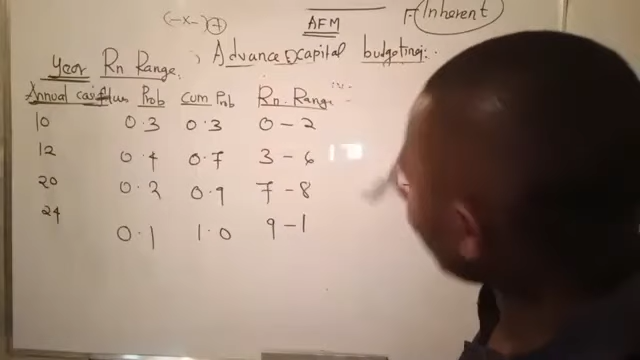 (-x-)(+) AFM F. Inherent
Advance capital budgeting:.
Year Rn Range,
Annual Prob Cum Prob Rn. Range
10 0.3 0.3 0-2
12 0.4 0.7 3-6
20 0.2 0.9 7-8
24 0.1 1.0 9-1